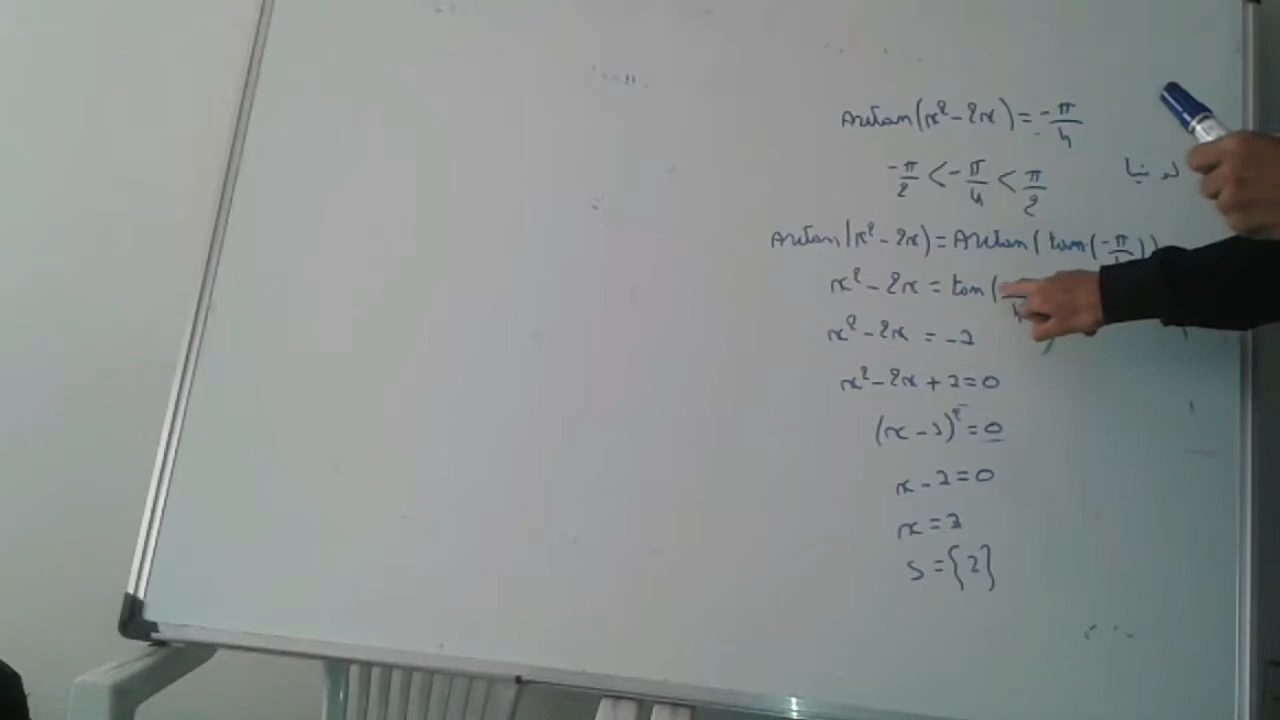 Arctan(x² - 2x) = -π/4
لدينا -π/2 < -π/4 < π/2
Arctan(x² - 2x) = Arctan(tan(-π/4))
x² - 2x = tan(
x² - 2x = -1
x² - 2x + 1 = 0
(x - 1)² = 0
x - 1 = 0
x = 1
S = {1}